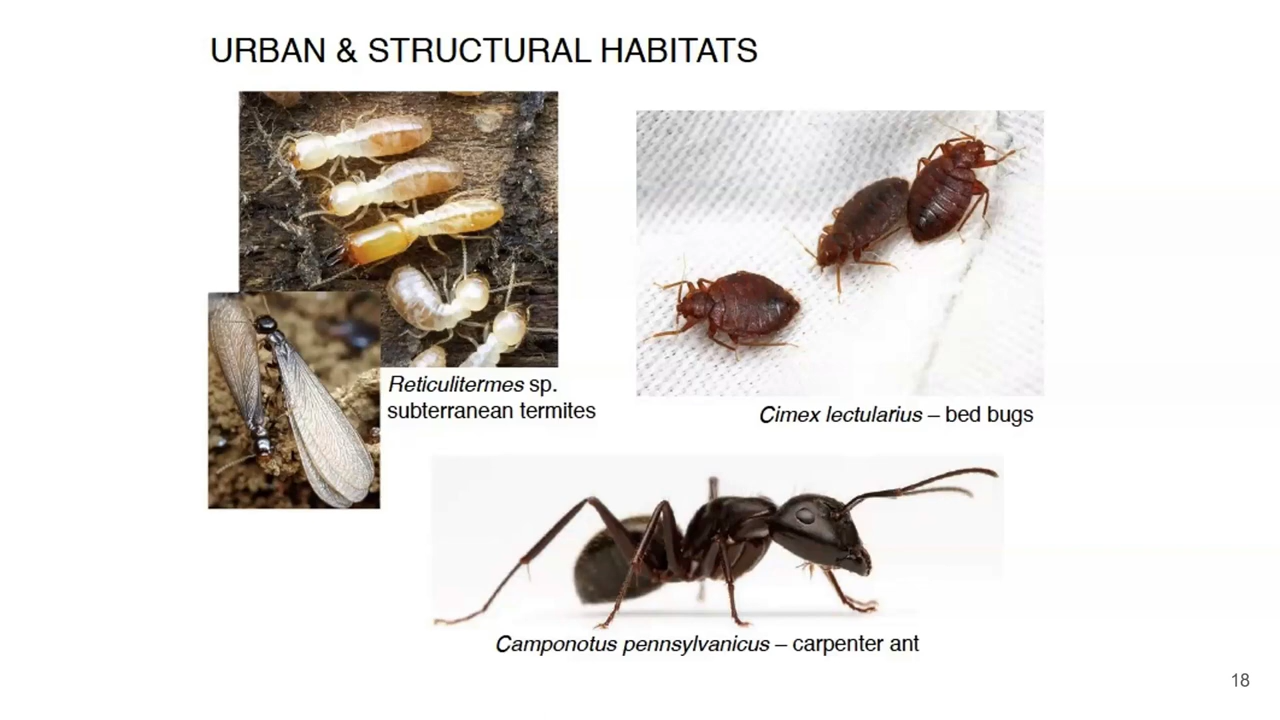 URBAN & STRUCTURAL HABITATS
Reticulitermes sp.
subterranean termites
Cimex lectularius – bed bugs
Camponotus pennsylvanicus – carpenter ant
18